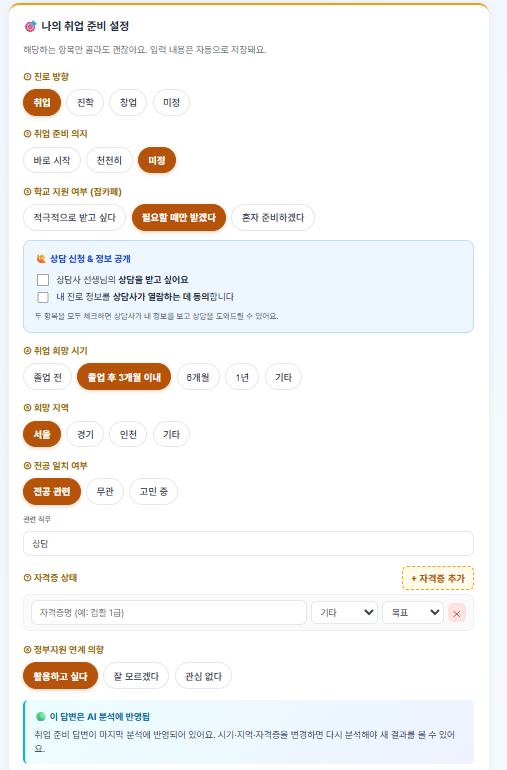 나의 취업 준비 설정
해당하는 항목만 골라도 괜찮아요. 입력 내용은 자동으로 저장돼요.
① 진로 방향
취업 진학 창업 미정
② 취업 준비 의지
바로 시작 천천히 미정
③ 학교 지원 여부 (잡카페)
적극적으로 받고 싶다 필요할 때만 받겠다 혼자 준비하겠다
상담 신청 & 정보 공개
상담사 선생님의 상담을 받고 싶어요
내 진로 정보를 상담사가 열람하는 데 동의합니다
두 항목을 모두 체크하면 상담사가 내 정보를 보고 상담을 도와드릴 수 있어요.
④ 취업 희망 시기
졸업 전 졸업 후 3개월 이내 6개월 1년 기타
⑤ 희망 지역
서울 경기 인천 기타
⑥ 전공 일치 여부
전공 관련 무관 고민 중
관련 직무
상담
⑦ 자격증 상태 + 자격증 추가
자격증명 (예: 컴활 1급) 기타 목표 ×
⑧ 정부지원 연계 의향
활용하고 싶다 잘 모르겠다 관심 없다
이 답변은 AI 분석에 반영됨
취업 준비 답변이 마지막 분석에 반영되어 있어요. 시기·지역·자격증을 변경하면 다시 분석해야 새 결과를 볼 수 있어
요.